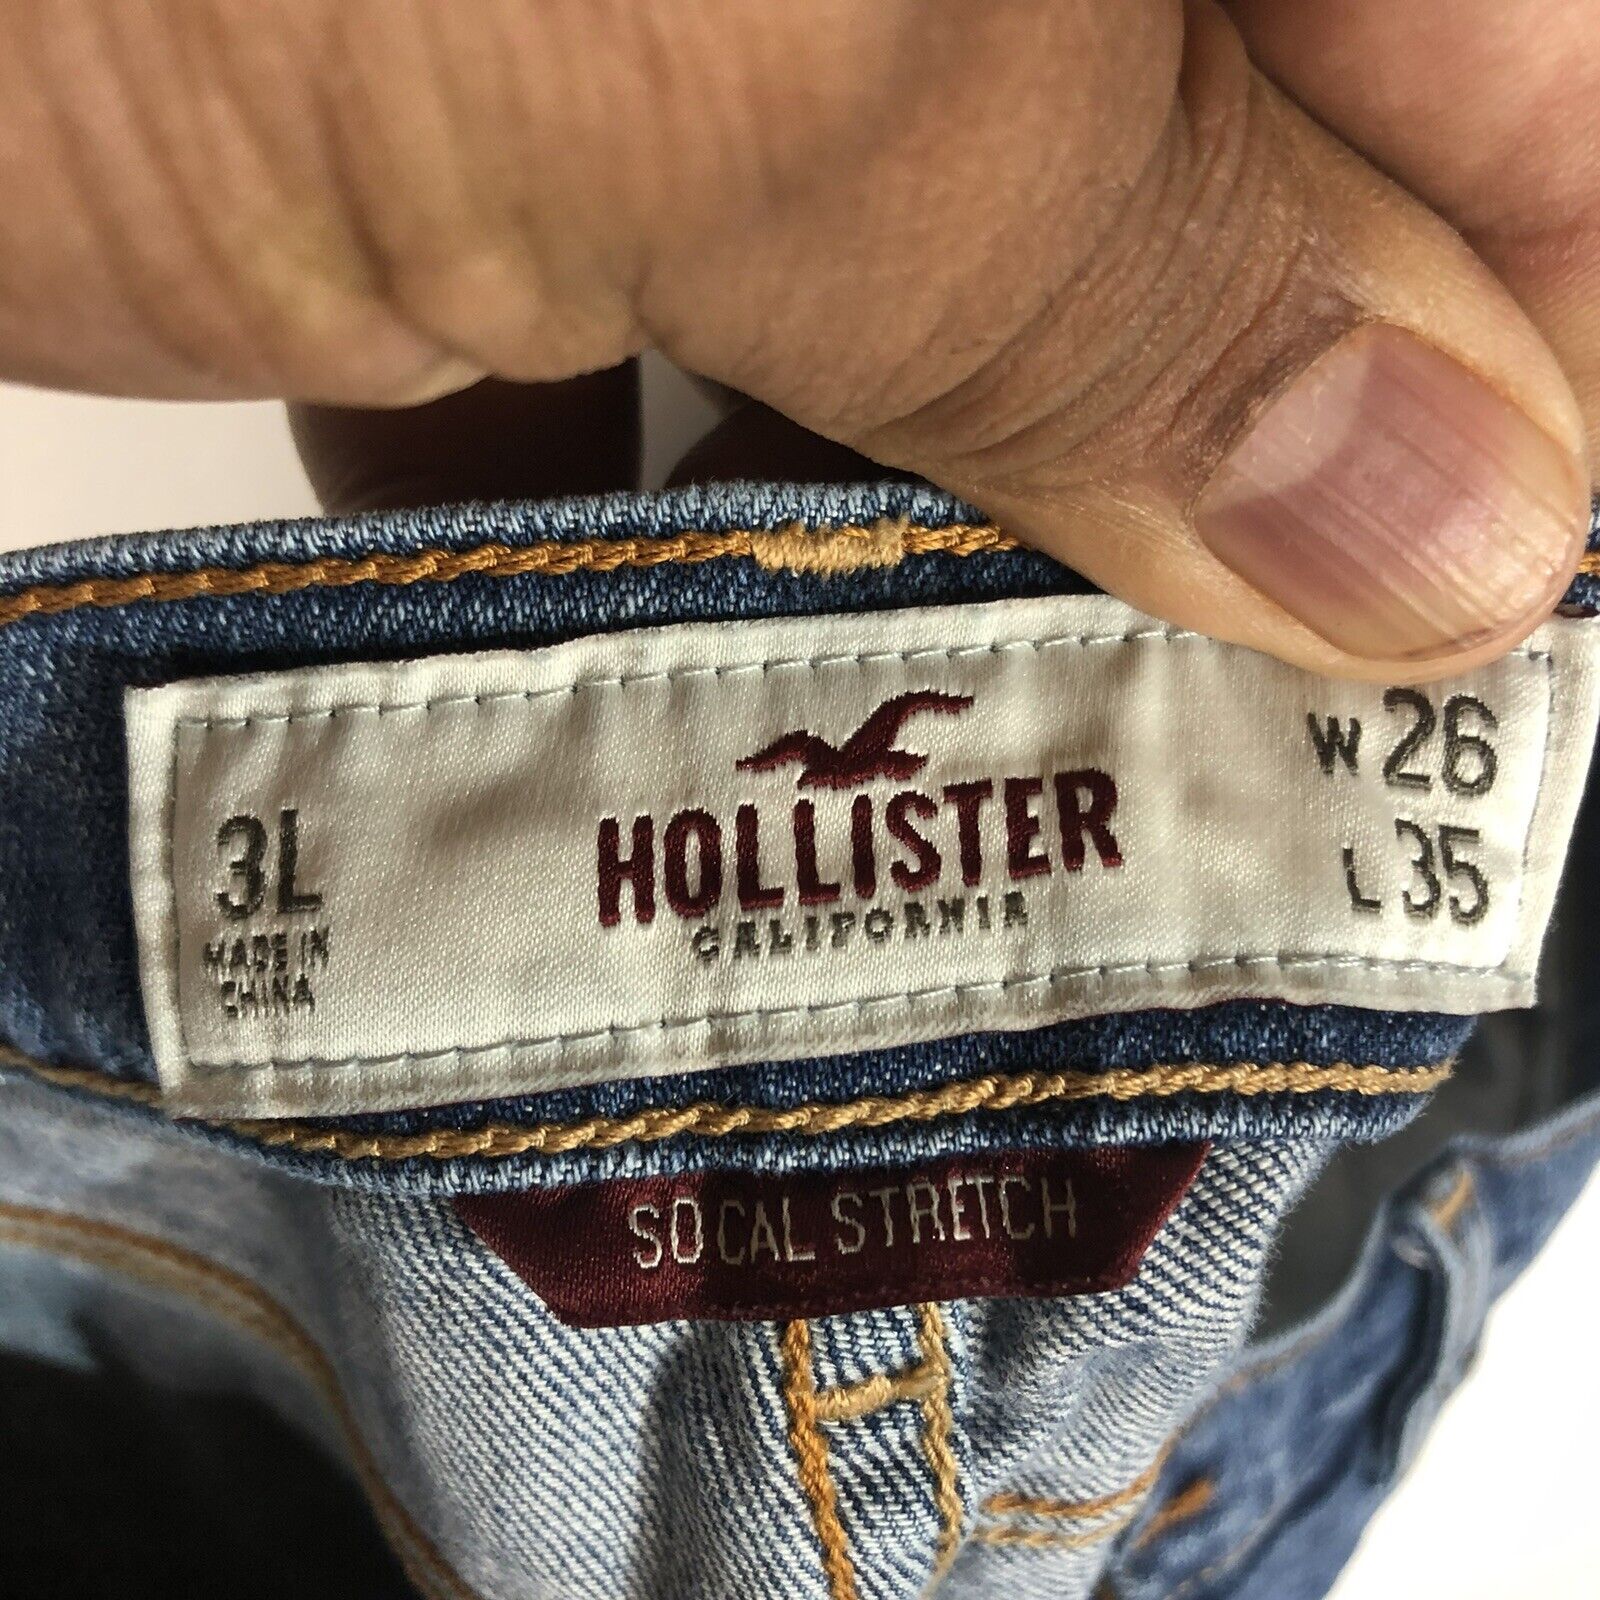 3L
MADE IN
CHINA
HOLLISTER
CALIFORNIA
W 26
L 35
SO CAL STRETCH